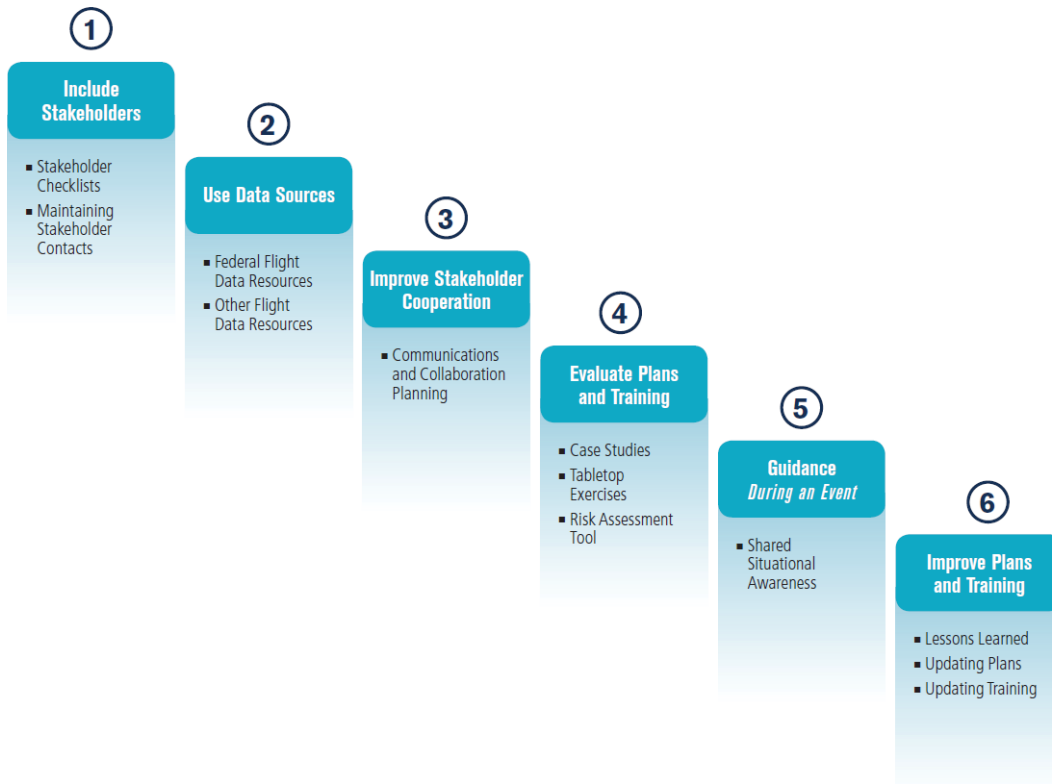 1
Include
Stakeholders
▪ Stakeholder
Checklists
▪ Maintaining
Stakeholder
Contacts
2
Use Data Sources
▪ Federal Flight
Data Resources
▪ Other Flight
Data Resources
3
Improve Stakeholder
Cooperation
▪ Communications
and Collaboration
Planning
4
Evaluate Plans
and Training
▪ Case Studies
▪ Tabletop
Exercises
▪ Risk Assessment
Tool
5
Guidance
During an Event
▪ Shared
Situational
Awareness
6
Improve Plans
and Training
▪ Lessons Learned
▪ Updating Plans
▪ Updating Training